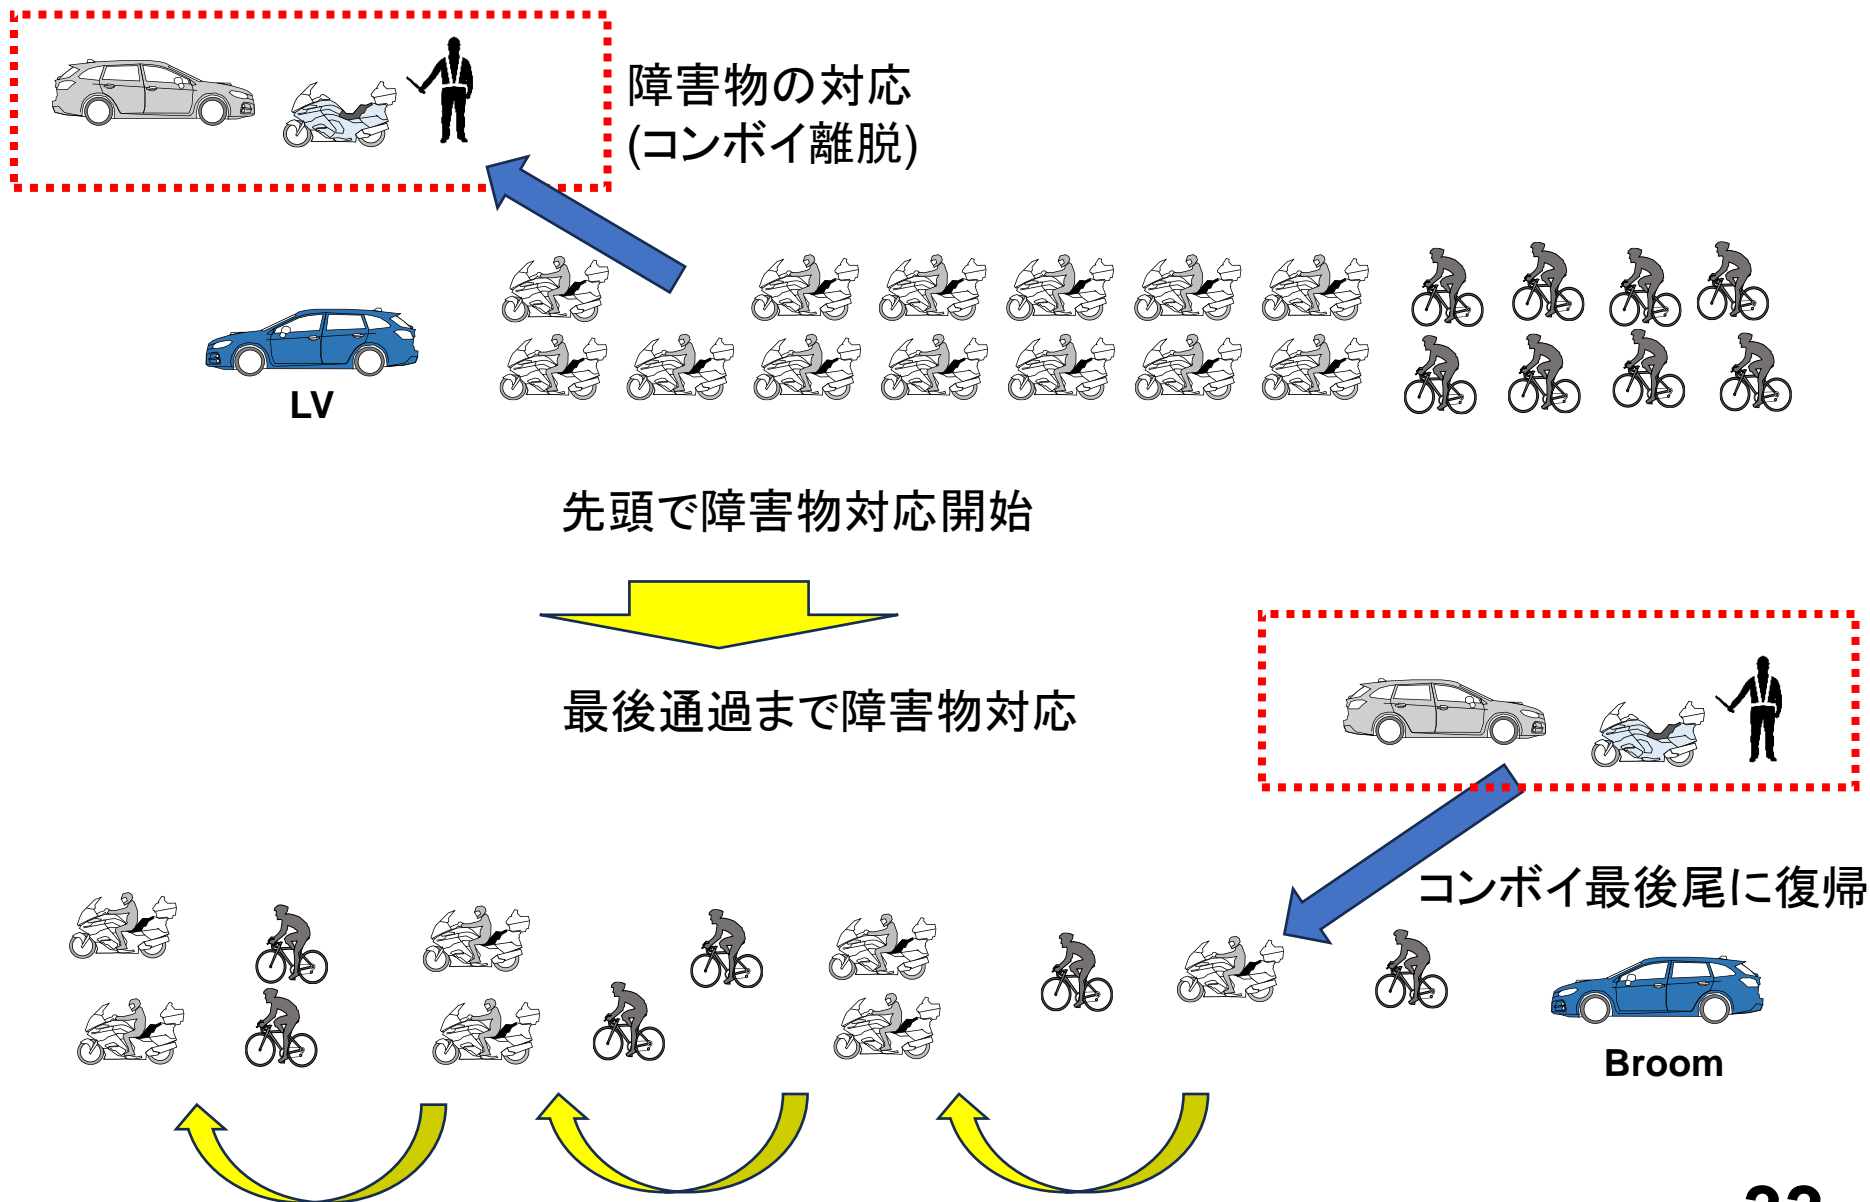 障害物の対応
(コンボイ離脱)
LV
先頭で障害物対応開始
最後通過まで障害物対応
コンボイ最後尾に復帰
Broom